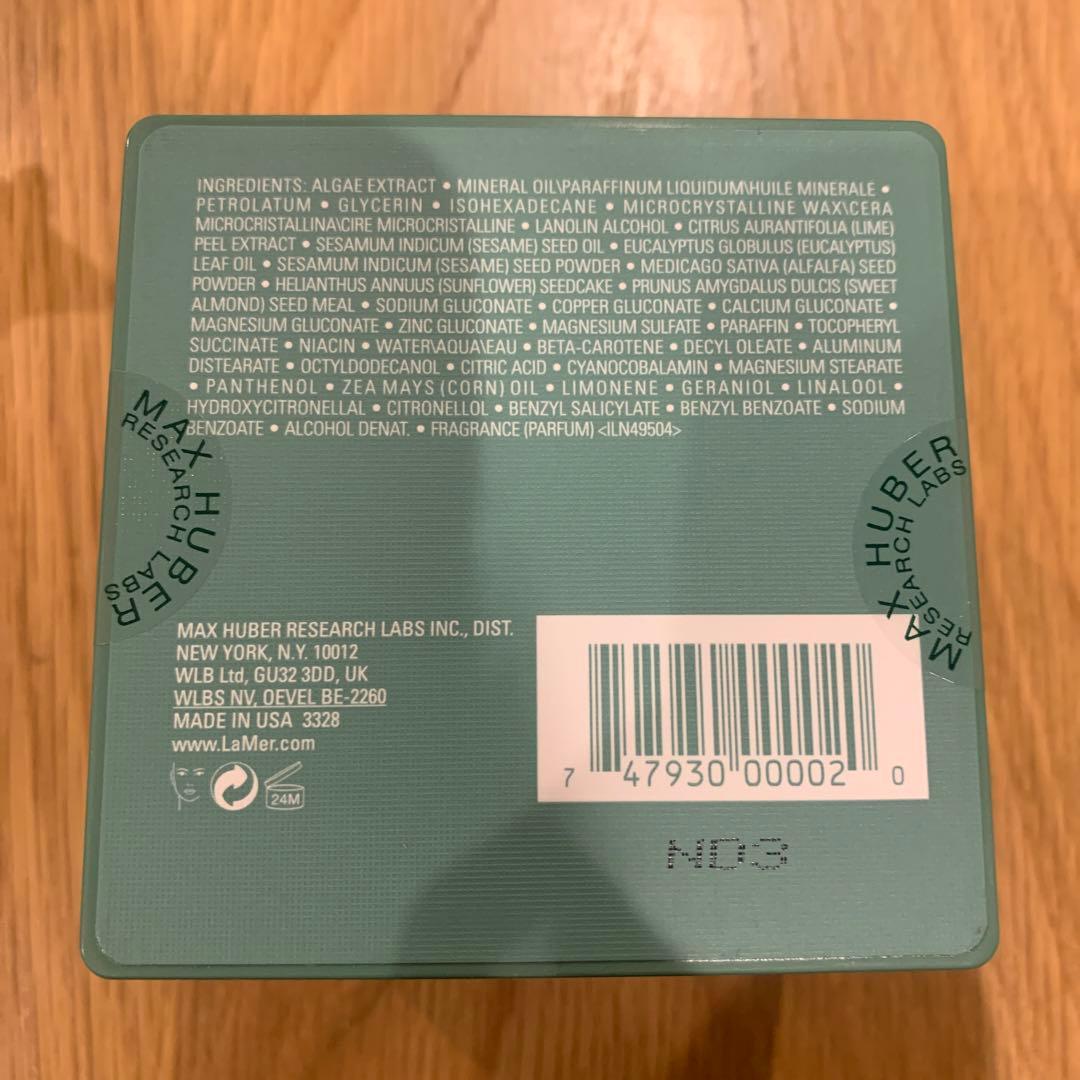 INGREDIENTS: ALGAE EXTRACT • MINERAL OIL\PARAFFINUM LIQUIDUM\HUILE MINERALE •
PETROLATUM • GLYCERIN • ISOHEXADECANE • MICROCRYSTALLINE WAX\CERA
MICROCRISTALLINA\CIRE MICROCRISTALLINE • LANOLIN ALCOHOL • CITRUS AURANTIFOLIA (LIME)
PEEL EXTRACT • SESAMUM INDICUM (SESAME) SEED OIL • EUCALYPTUS GLOBULUS (EUCALYPTUS)
LEAF OIL • SESAMUM INDICUM (SESAME) SEED POWDER • MEDICAGO SATIVA (ALFALFA) SEED
POWDER • HELIANTHUS ANNUUS (SUNFLOWER) SEEDCAKE • PRUNUS AMYGDALUS DULCIS (SWEET
ALMOND) SEED MEAL • SODIUM GLUCONATE • COPPER GLUCONATE • CALCIUM GLUCONATE •
MAGNESIUM GLUCONATE • ZINC GLUCONATE • MAGNESIUM SULFATE • PARAFFIN • TOCOPHERYL
SUCCINATE • NIACIN • WATER\AQUA\EAU • BETA-CAROTENE • DECYL OLEATE • ALUMINUM
DISTEARATE • OCTYLDODECANOL • CITRIC ACID • CYANOCOBALAMIN • MAGNESIUM STEARATE
• PANTHENOL • ZEA MAYS (CORN) OIL • LIMONENE • GERANIOL • LINALOOL •
HYDROXYCITRONELLAL • CITRONELLOL • BENZYL SALICYLATE • BENZYL BENZOATE • SODIUM
BENZOATE • ALCOHOL DENAT. • FRAGRANCE (PARFUM) <ILN49504>
MAX HUBER
RESEARCH LABS
MAX HUBER
RESEARCH LABS
MAX HUBER RESEARCH LABS INC., DIST.
NEW YORK, N.Y. 10012
WLB Ltd, GU32 3DD, UK
WLBS NV, OEVEL BE-2260
MADE IN USA 3328
www.LaMer.com
24M
7 47930 00002 0
ND3